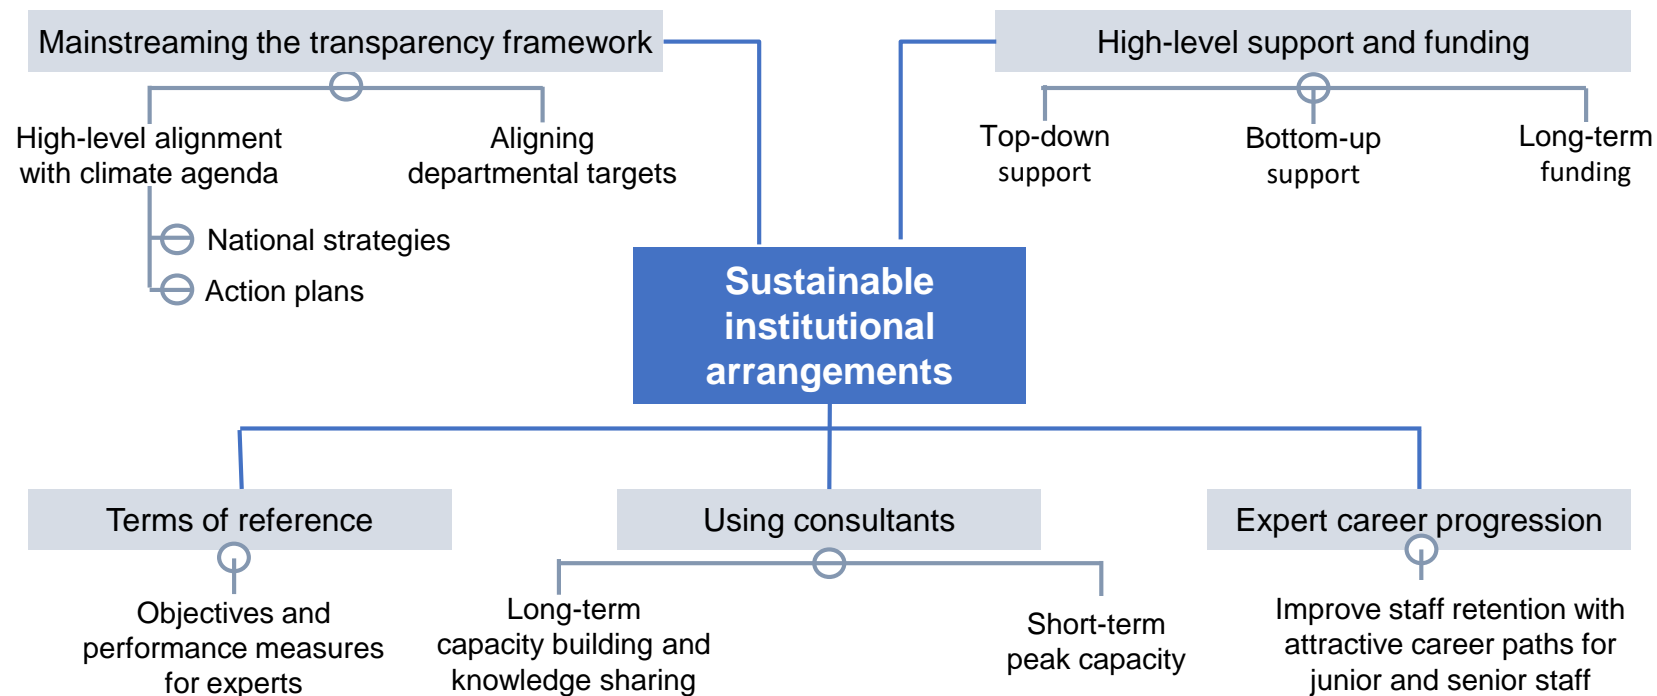 Mainstreaming the transparency framework
High-level support and funding
High-level alignment
with climate agenda
Aligning
departmental targets
National strategies
Action plans
Top-down
support
Bottom-up
support
Long-term
funding
Sustainable
institutional
arrangements
Terms of reference
Using consultants
Expert career progression
Objectives and
performance measures
for experts
Long-term
capacity building and
knowledge sharing
Short-term
peak capacity
Improve staff retention with
attractive career paths for
junior and senior staff